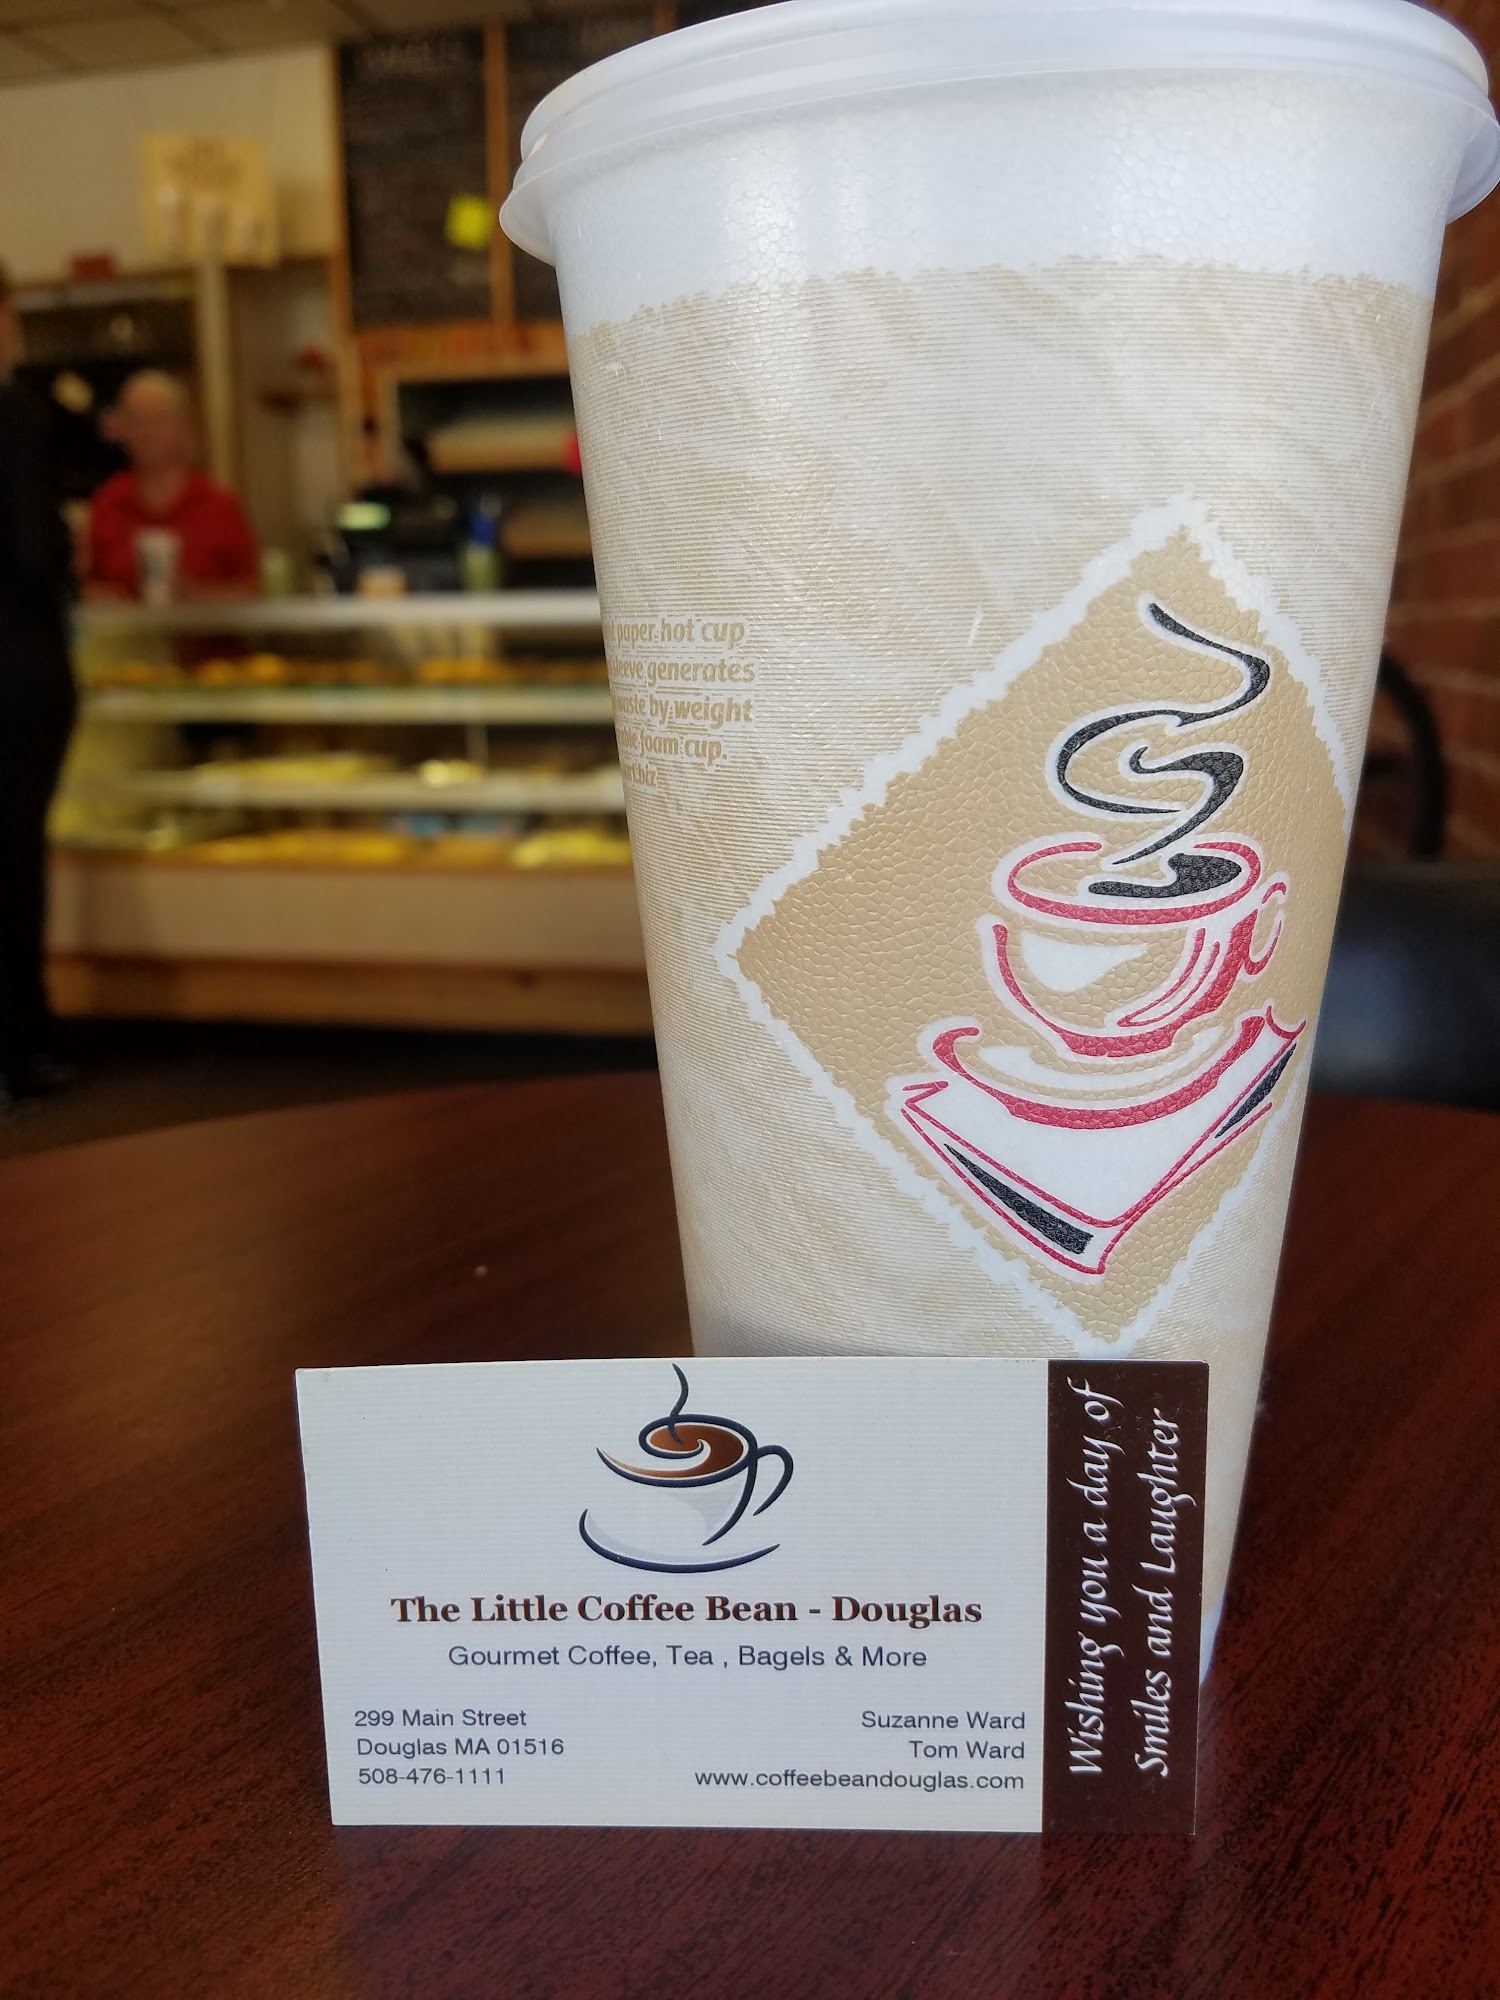 paper hot cup
sleeve generates
waste by weight
foam cup.
The Little Coffee Bean - Douglas
Gourmet Coffee, Tea , Bagels & More
299 Main Street
Douglas MA 01516
508-476-1111
Suzanne Ward
Tom Ward
www.coffeebeandouglas.com
Wishing you a day of
Smiles and Laughter